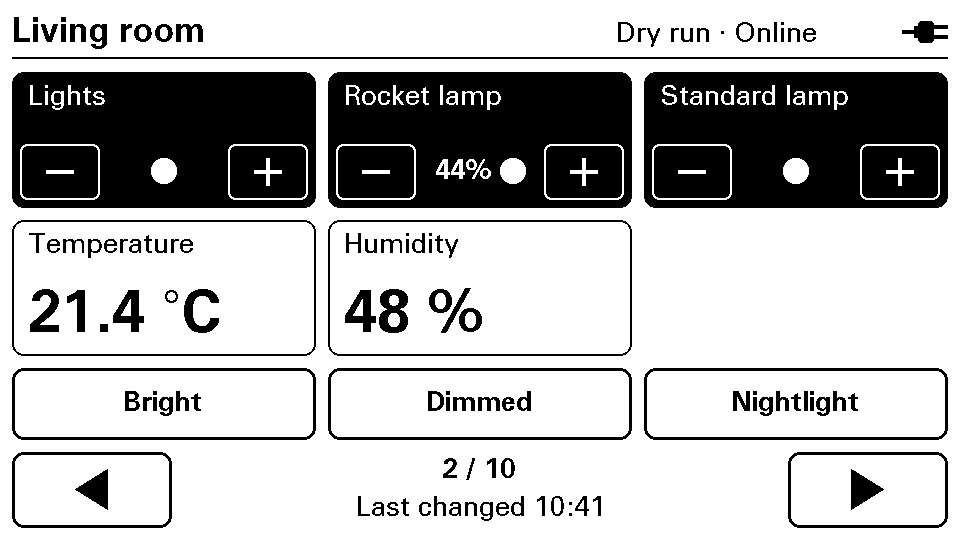 Living room
Dry run · Online
Lights
Rocket lamp
Standard lamp
− +
− 44% +
− +
Temperature
Humidity
21.4 °C
48 %
Bright
Dimmed
Nightlight
2 / 10
Last changed 10:41